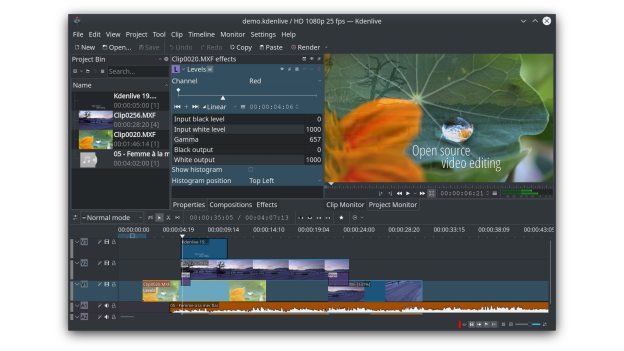 demo.kdenlive / HD 1080p 25 fps — Kdenlive
File Edit View Project Tool Clip Timeline Monitor Settings Help
New Open... Save Undo Redo Copy Paste Render
Project Bin
Search...
Name
Kdenlive 19....
00:00:05:00 [1]
Clip0256.MXF
00:00:28:20 [4]
Clip0020.MXF
00:01:46:14 [1]
05 - Femme à la m
00:04:02:00 [1]
Clip0020.MXF effects
Levels
Channel Red
Linear 00:00:04:06
Input black level 0
Input white level 1000
Gamma 657
Black output 0
White output 1000
Show histogram
Histogram position Top Left
Properties Compositions Effects
Open source
video editing
00:00:06:21
Clip Monitor Project Monitor
Normal mode 00:00:35:05 / 00:04:07:13
00:00:00:00 00:00:04:19 00:00:09:14 00:00:14:10 00:00:19:04 00:00:24:00 00:00:28:20 00:00:33:15 00:00:38:09 00:00:43:05
Kdenlive 19....
Clip0020.MXF
05 - Femme à la mer